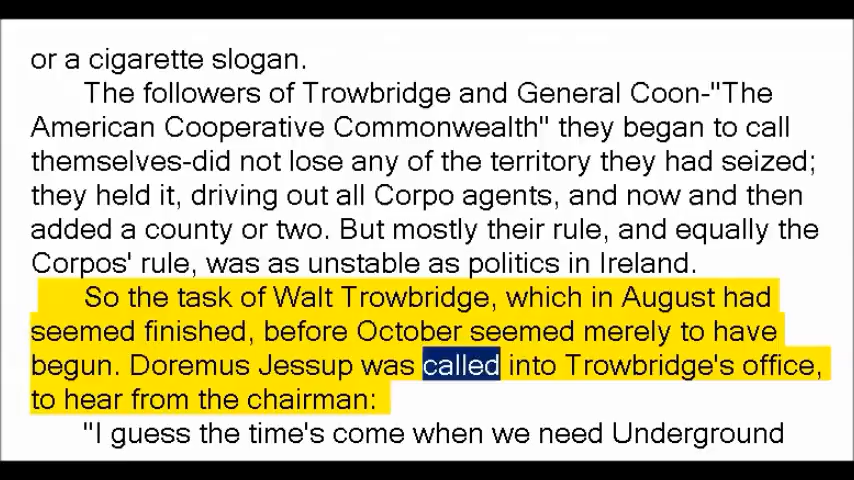 or a cigarette slogan.
The followers of Trowbridge and General Coon-"The
American Cooperative Commonwealth" they began to call
themselves-did not lose any of the territory they had seized;
they held it, driving out all Corpo agents, and now and then
added a county or two. But mostly their rule, and equally the
Corpos' rule, was as unstable as politics in Ireland.
So the task of Walt Trowbridge, which in August had
seemed finished, before October seemed merely to have
begun. Doremus Jessup was called into Trowbridge's office,
to hear from the chairman:
"I guess the time's come when we need Underground